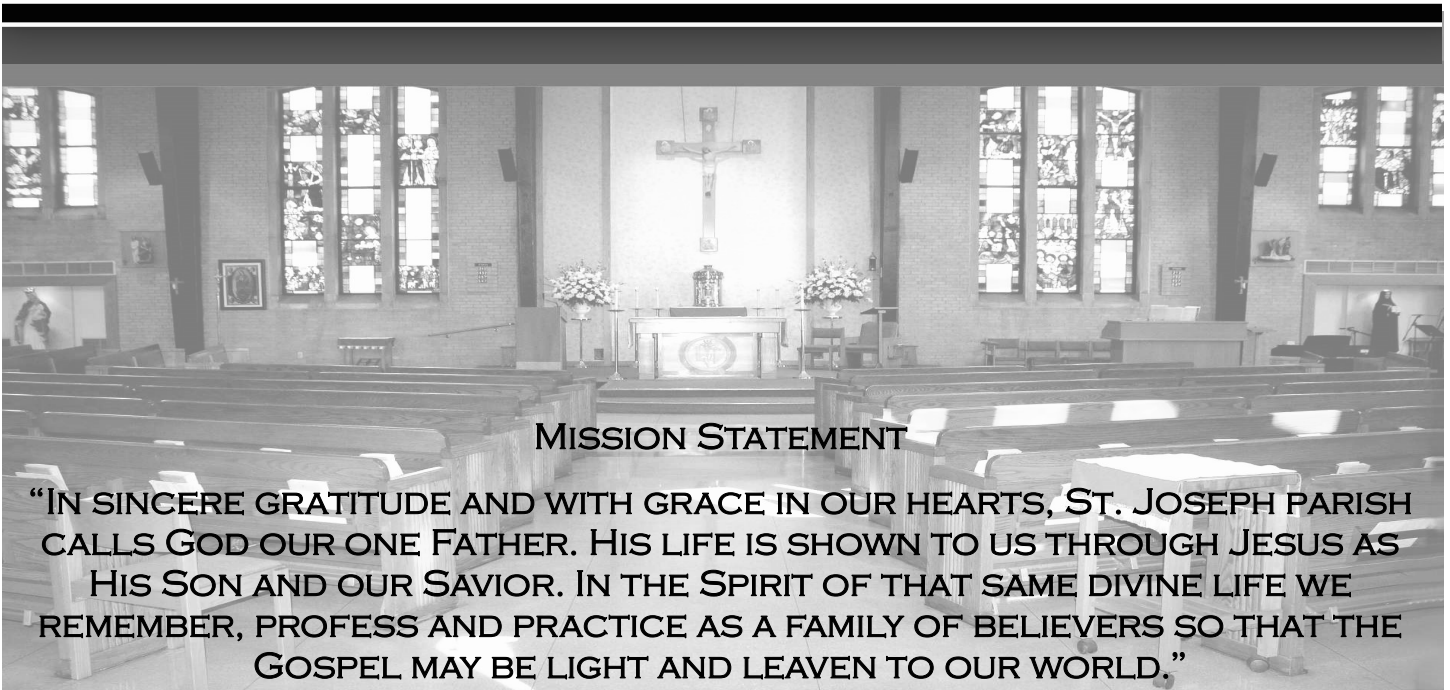 Mission Statement
“In sincere gratitude and with grace in our hearts, St. Joseph parish
calls God our one Father. His life is shown to us through Jesus as
His Son and our Savior. In the Spirit of that same divine life we
remember, profess and practice as a family of believers so that the
Gospel may be light and leaven to our world.”